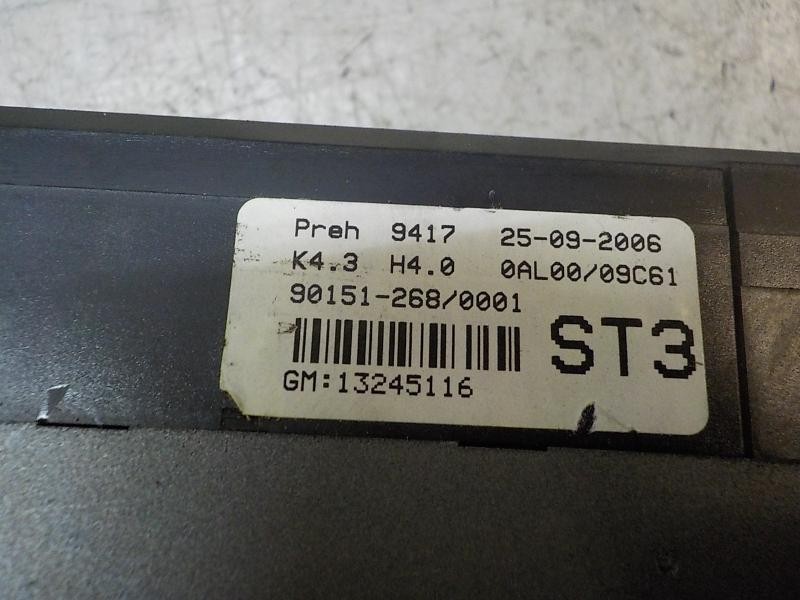 Preh 9417 25-09-2006
K4.3 H4.0 0AL00/09C61
90151-268/0001
ST3
GM:13245116